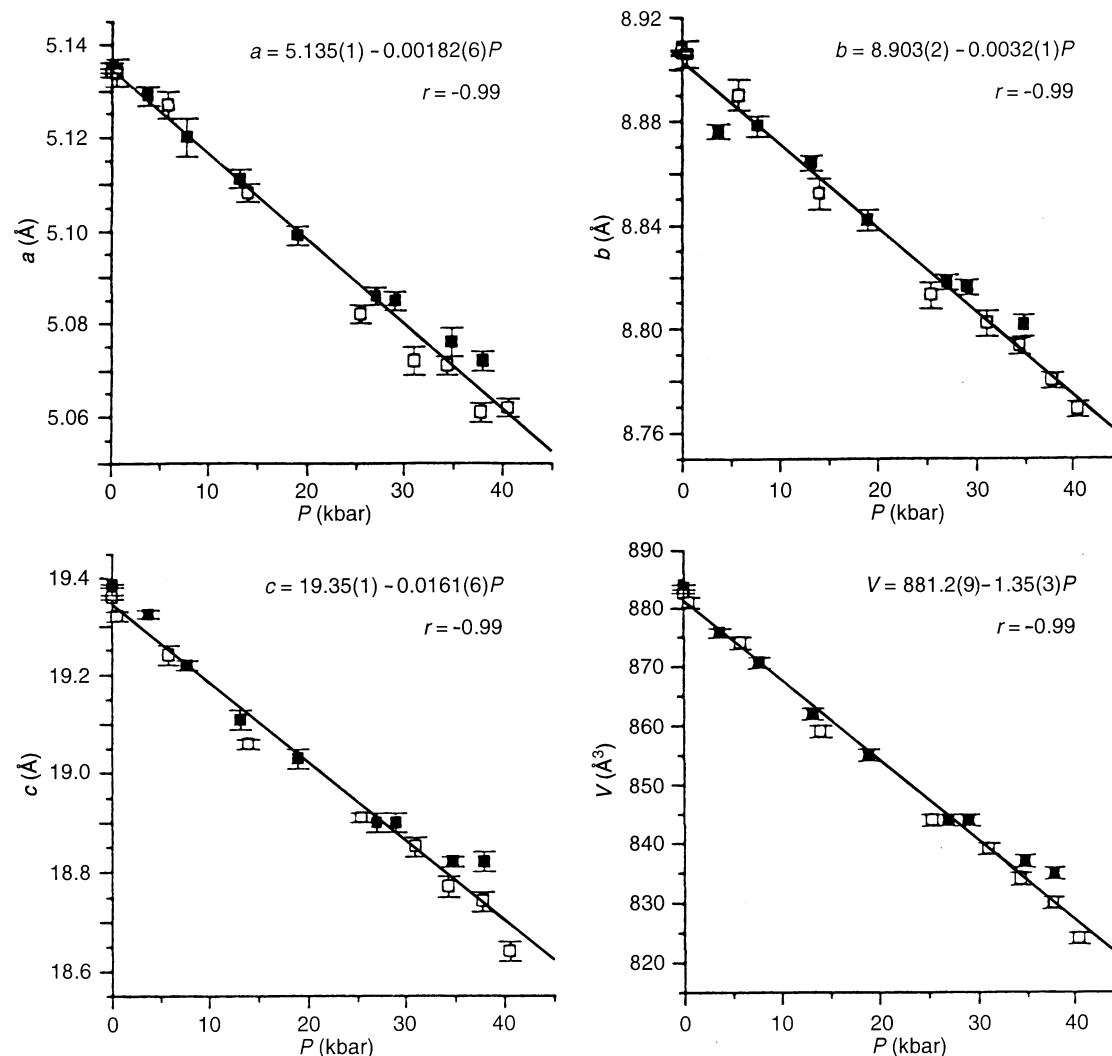 a = 5.135(1) – 0.00182(6)P
r = -0.99
5.14
5.12
5.10
5.08
5.06
a (Å)
0 10 20 30 40
P (kbar)
b = 8.903(2) – 0.0032(1)P
r = -0.99
8.92
8.88
8.84
8.80
8.76
b (Å)
0 10 20 30 40
P (kbar)
c = 19.35(1) – 0.0161(6)P
r = -0.99
19.4
19.2
19.0
18.8
18.6
c (Å)
0 10 20 30 40
P (kbar)
V = 881.2(9)–1.35(3)P
r = -0.99
890
880
870
860
850
840
830
820
V (Å³)
0 10 20 30 40
P (kbar)